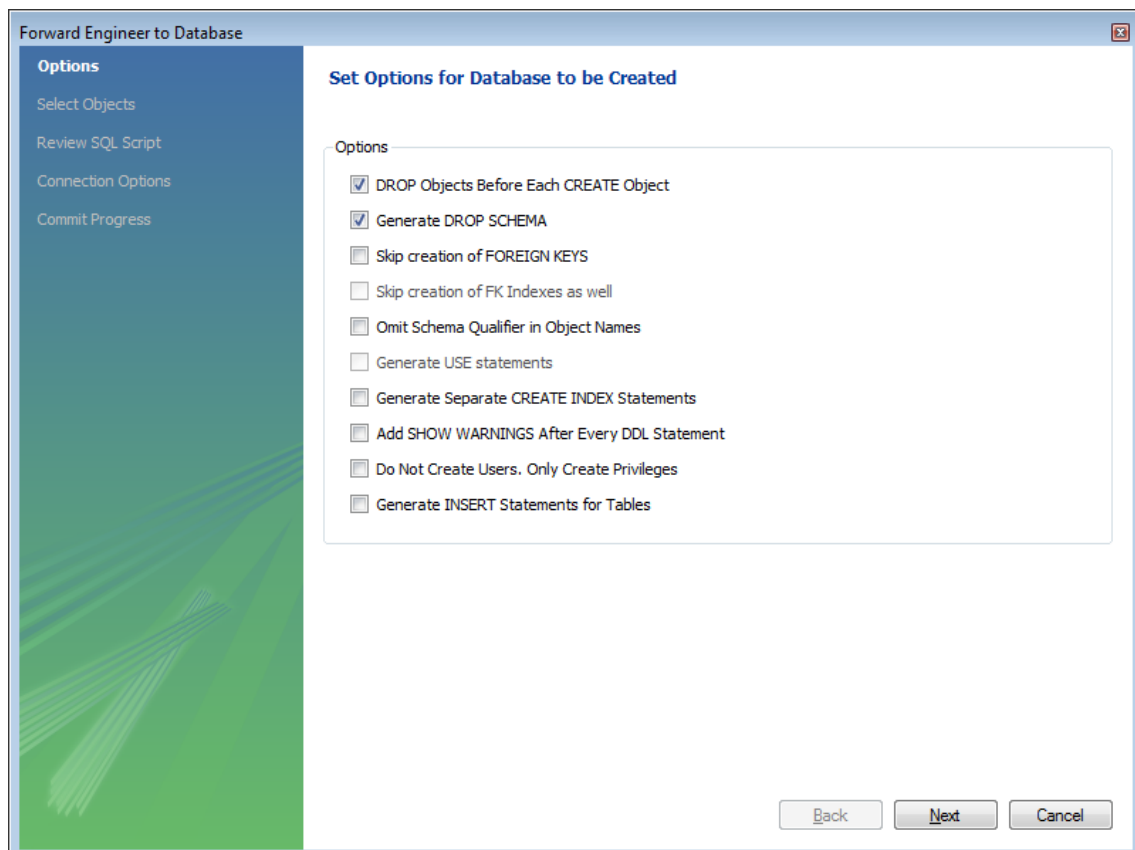 Forward Engineer to Database
Options
Select Objects
Review SQL Script
Connection Options
Commit Progress
Set Options for Database to be Created
Options
DROP Objects Before Each CREATE Object
Generate DROP SCHEMA
Skip creation of FOREIGN KEYS
Skip creation of FK Indexes as well
Omit Schema Qualifier in Object Names
Generate USE statements
Generate Separate CREATE INDEX Statements
Add SHOW WARNINGS After Every DDL Statement
Do Not Create Users. Only Create Privileges
Generate INSERT Statements for Tables
Back Next Cancel